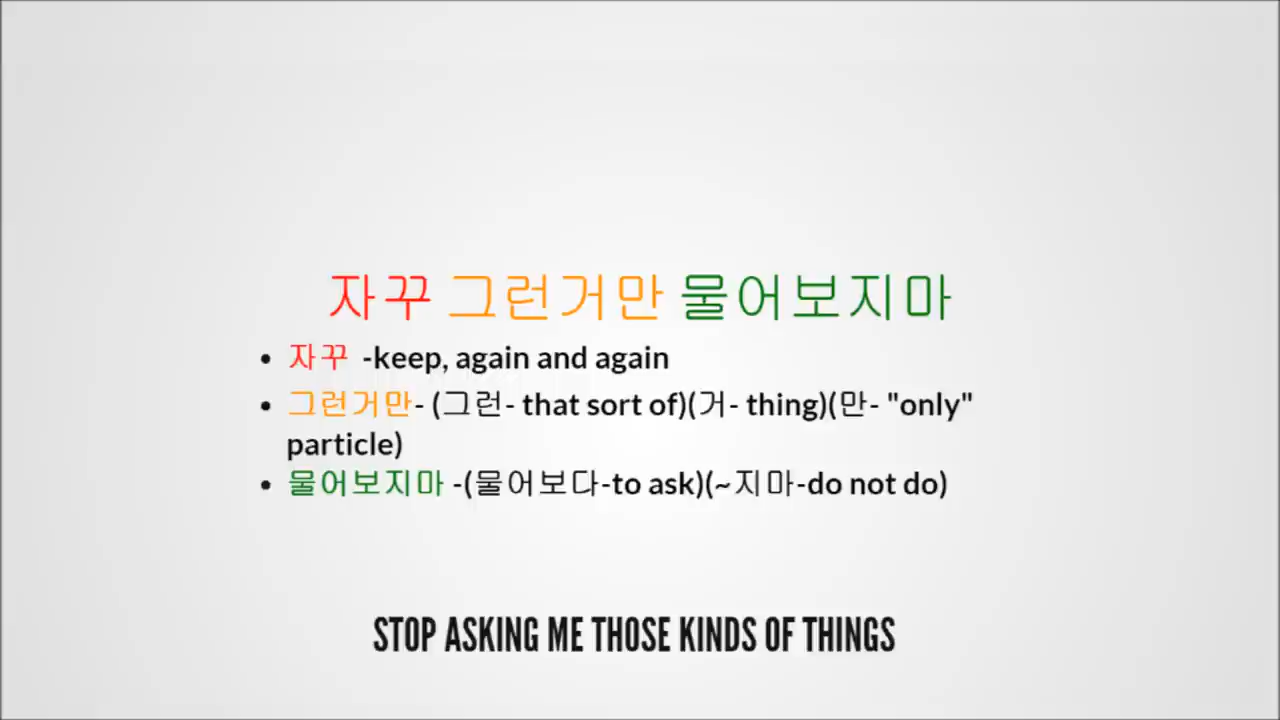 자꾸 그런거만 물어보지마
• 자꾸 -keep, again and again
• 그런거만- (그런- that sort of)(거- thing)(만- "only"
particle)
• 물어보지마 -(물어보다-to ask)(~지마-do not do)
STOP ASKING ME THOSE KINDS OF THINGS